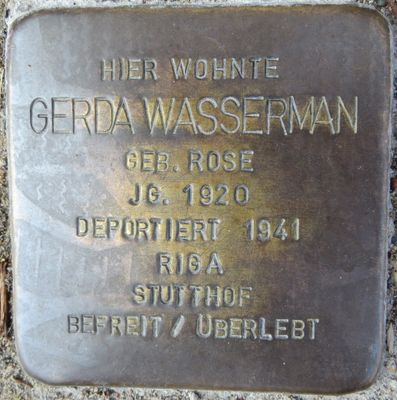 HIER WOHNTE
GERDA WASSERMAN
GEB. ROSE
JG. 1920
DEPORTIERT 1941
RIGA
STUTTHOF
BEFREIT / ÜBERLEBT